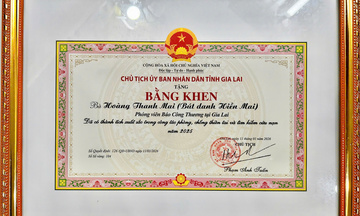 CỘNG HÒA XÃ HỘI CHỦ NGHĨA VIỆT NAM
Độc lập - Tự do - Hạnh phúc
CHỦ TỊCH ỦY BAN NHÂN DÂN TỈNH GIA LAI
TẶNG
BẰNG KHEN
Bà Hoàng Thanh Mai (Bút danh Hiền Mai)
Phóng viên Báo Công Thương tại Gia Lai
Đã có thành tích xuất sắc trong công tác phòng, chống thiên tai và tìm kiếm cứu nạn
năm 2025
CHỦ TỊCH
Phạm Anh Tuấn